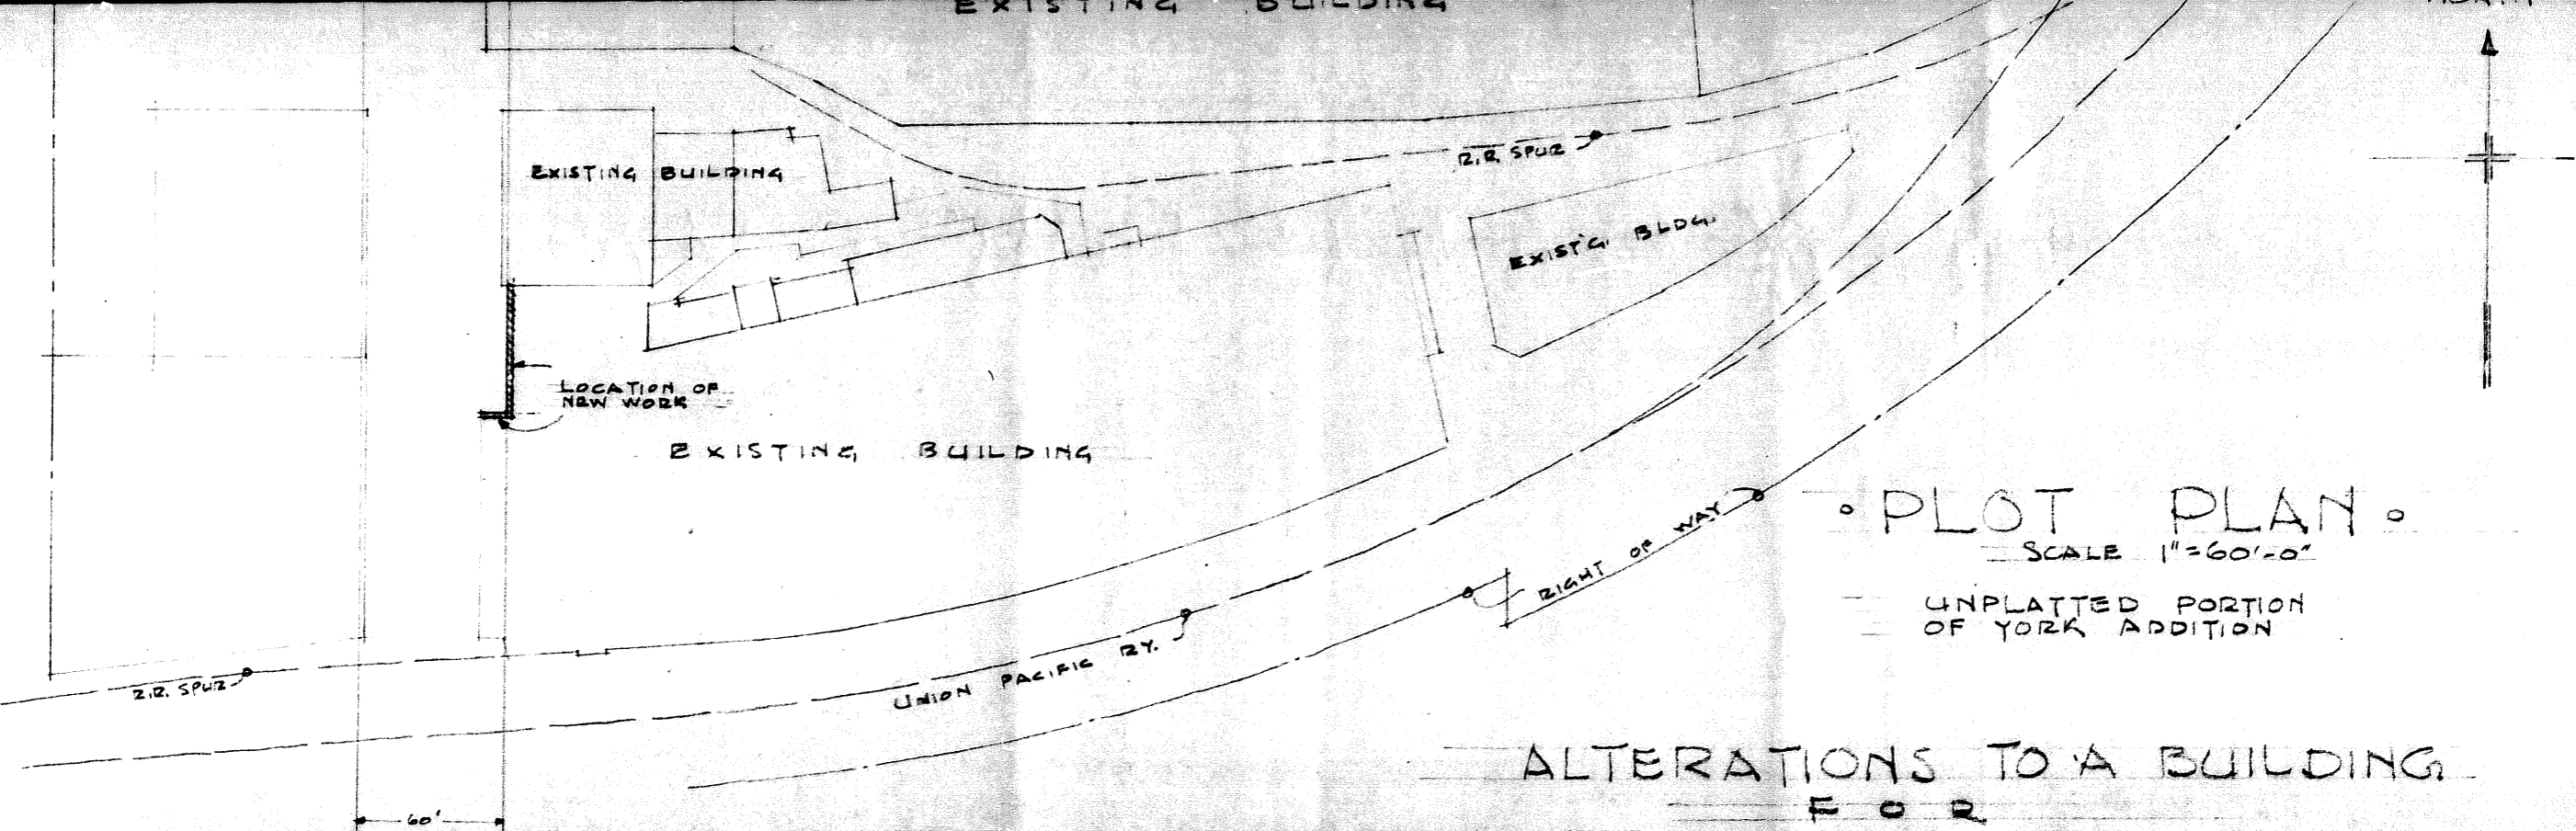 EXISTING BUILDING
NORTH
EXISTING BUILDING
R.R. SPUR
EXIST'G. BLDG.
LOCATION OF
NEW WORK
EXISTING BUILDING
RIGHT OF WAY
• PLOT PLAN •
SCALE 1"=60'-0"
UNPLATTED PORTION
OF YORK ADDITION
R.R. SPUR
UNION PACIFIC RY.
ALTERATIONS TO A BUILDING
FOR
60'